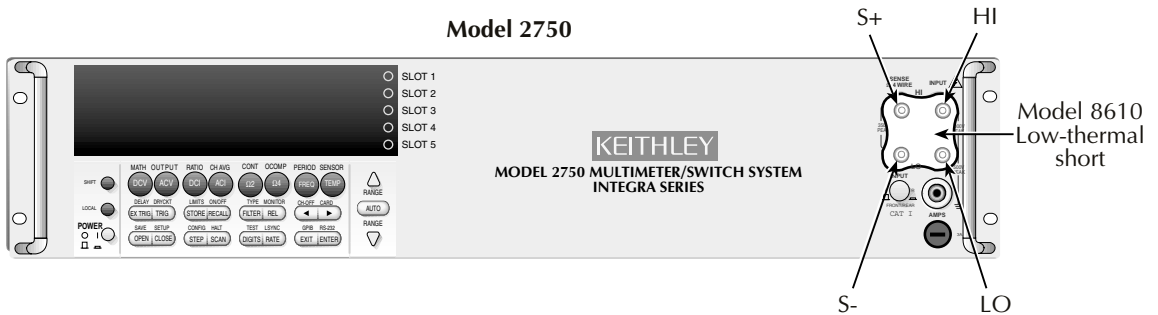 Model 2750
S+
HI
SLOT 1
SLOT 2
SLOT 3
SLOT 4
SLOT 5
SENSE
Ω 4 WIRE
INPUT
HI
Model 8610
Low-thermal
short
KEITHLEY
MODEL 2750 MULTIMETER/SWITCH SYSTEM
INTEGRA SERIES
MATH OUTPUT RATIO CH AVG CONT OCOMP PERIOD SENSOR
SHIFT DCV ACV DCI ACI Ω2 Ω4 FREQ TEMP
RANGE
DELAY DRYCKT LIMITS ON/OFF TYPE MONITOR CH-OFF CARD
LOCAL EX TRIG TRIG STORE RECALL FILTER REL AUTO
POWER
SAVE SETUP CONFIG HALT TEST LSYNC GPIB RS-232
RANGE
O I OPEN CLOSE STEP SCAN DIGITS RATE EXIT ENTER
LO
INPUT
FRONT/REAR
CAT I
AMPS
S-
LO